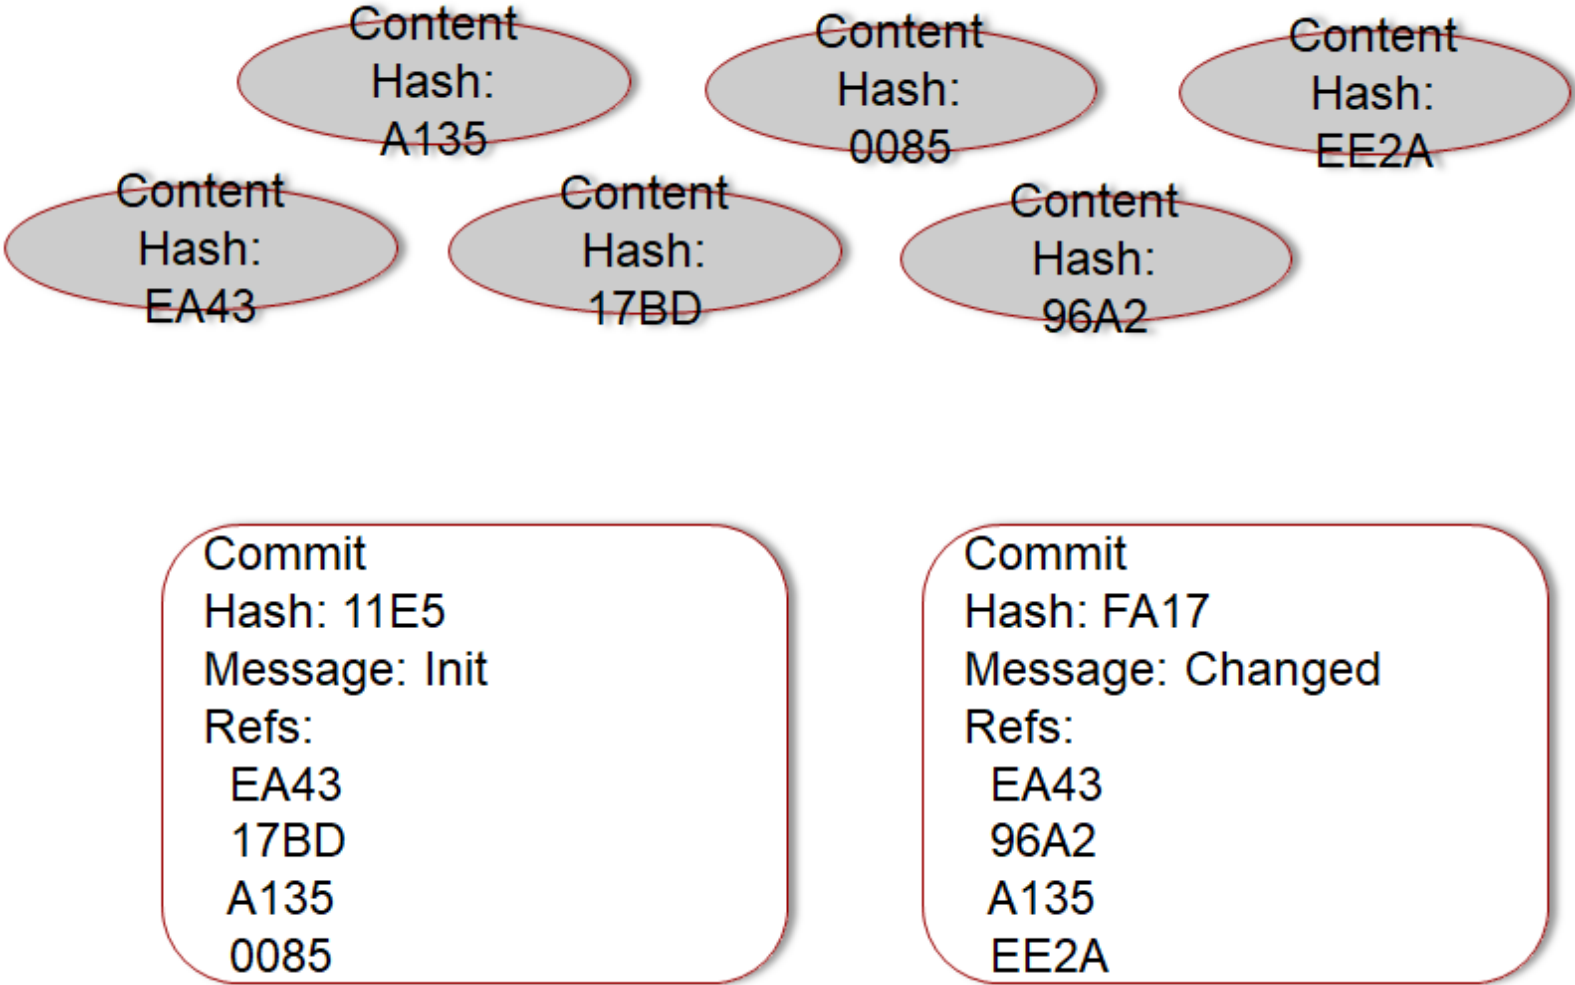 Content
Hash:
A135
Content
Hash:
0085
Content
Hash:
EE2A
Content
Hash:
EA43
Content
Hash:
17BD
Content
Hash:
96A2
Commit
Hash: 11E5
Message: Init
Refs:
EA43
17BD
A135
0085
Commit
Hash: FA17
Message: Changed
Refs:
EA43
96A2
A135
EE2A